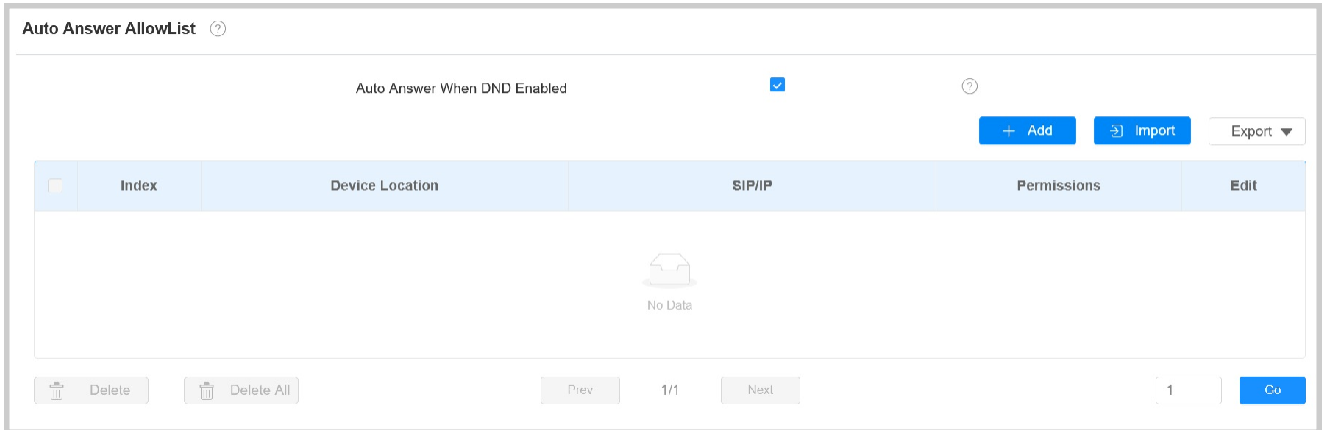 Auto Answer AllowList ?
Auto Answer When DND Enabled ?
+ Add Import Export
Index Device Location SIP/IP Permissions Edit
No Data
Delete Delete All Prev 1/1 Next 1 Go